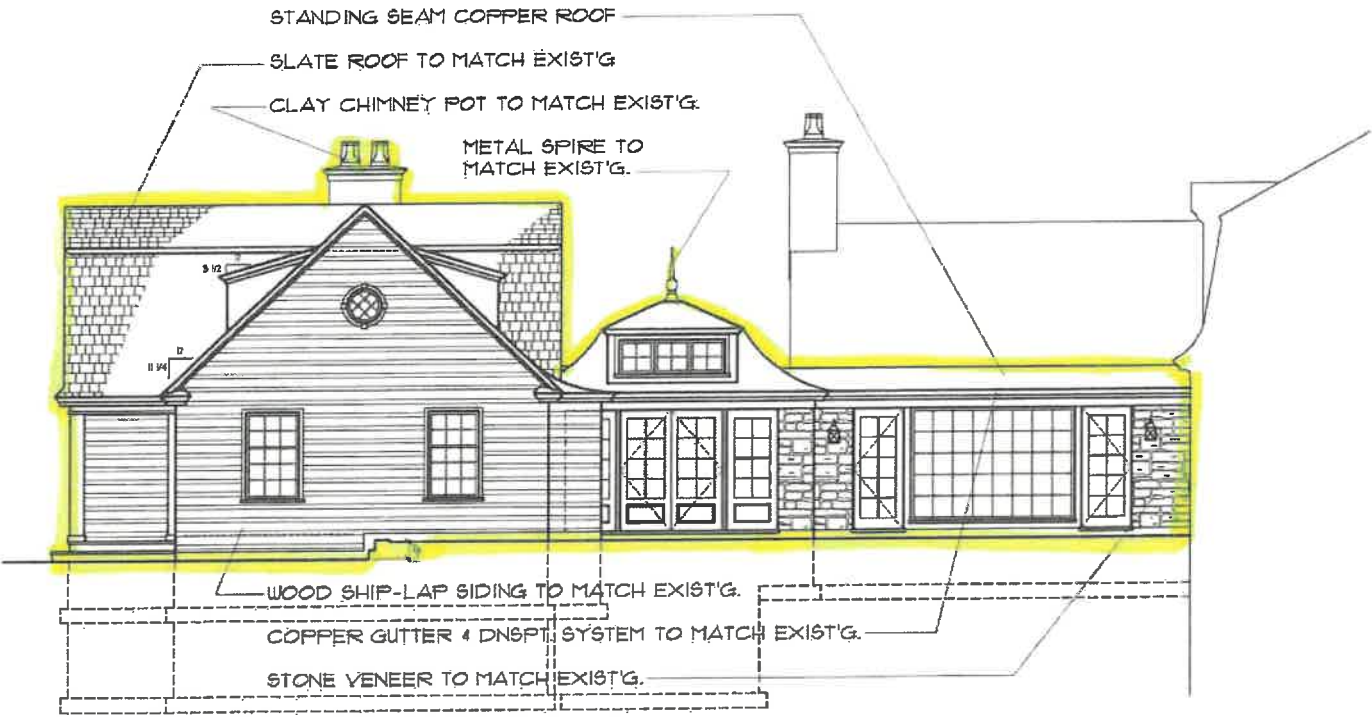 STANDING SEAM COPPER ROOF
SLATE ROOF TO MATCH EXIST'G
CLAY CHIMNEY POT TO MATCH EXIST'G.
METAL SPIRE TO
MATCH EXIST'G.
3 1/2
12
11 1/4
WOOD SHIP-LAP SIDING TO MATCH EXIST'G.
COPPER GUTTER & DNSPT. SYSTEM TO MATCH EXIST'G.
STONE VENEER TO MATCH EXIST'G.